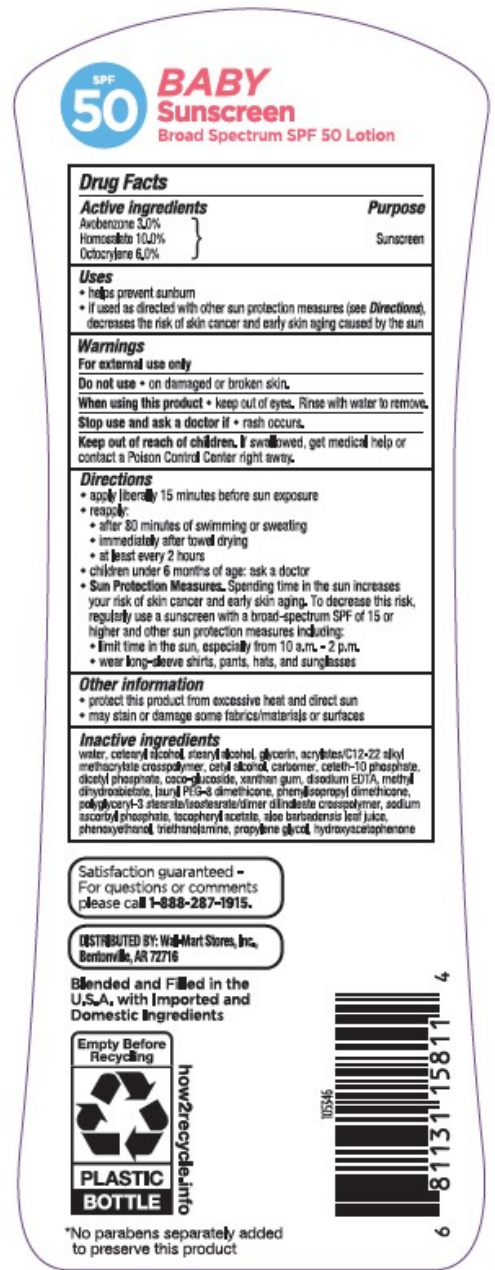 SPF
50
BABY
Sunscreen
Broad Spectrum SPF 50 Lotion
Drug Facts
Active ingredients Purpose
Avobenzone 3.0%
Homosalate 10.0% } Sunscreen
Octocrylene 6.0%
Uses
• helps prevent sunburn
• if used as directed with other sun protection measures (see Directions),
decreases the risk of skin cancer and early skin aging caused by the sun
Warnings
For external use only
Do not use • on damaged or broken skin.
When using this product • keep out of eyes. Rinse with water to remove.
Stop use and ask a doctor if • rash occurs.
Keep out of reach of children. If swallowed, get medical help or
contact a Poison Control Center right away.
Directions
• apply liberally 15 minutes before sun exposure
• reapply:
• after 80 minutes of swimming or sweating
• immediately after towel drying
• at least every 2 hours
• children under 6 months of age: ask a doctor
• Sun Protection Measures. Spending time in the sun increases
your risk of skin cancer and early skin aging. To decrease this risk,
regularly use a sunscreen with a broad-spectrum SPF of 15 or
higher and other sun protection measures including:
• limit time in the sun, especially from 10 a.m. - 2 p.m.
• wear long-sleeve shirts, pants, hats, and sunglasses
Other information
• protect this product from excessive heat and direct sun
• may stain or damage some fabrics/materials or surfaces
Inactive ingredients
water, cetearyl alcohol, stearyl alcohol, glycerin, acrylates/C12-22 alkyl
methacrylate crosspolymer, cetyl alcohol, carbomer, ceteth-10 phosphate,
dicetyl phosphate, coco-glucoside, xanthan gum, disodium EDTA, methyl
dihydroabietate, lauryl PEG-8 dimethicone, phenylisopropyl dimethicone,
polyglyceryl-3 stearate/isostearate/dimer dilinoleate crosspolymer, sodium
ascorbyl phosphate, tocopheryl acetate, aloe barbadensis leaf juice,
phenoxyethanol, triethanolamine, propylene glycol, hydroxyacetophenone
Satisfaction guaranteed -
For questions or comments
please call 1-888-287-1915.
DISTRIBUTED BY: Wal-Mart Stores, Inc.,
Bentonville, AR 72716
Blended and Filled in the
U.S.A. with Imported and
Domestic Ingredients
Empty Before
Recycling
PLASTIC
BOTTLE
how2recycle.info
105346
6 81131 15811 4
*No parabens separately added
to preserve this product